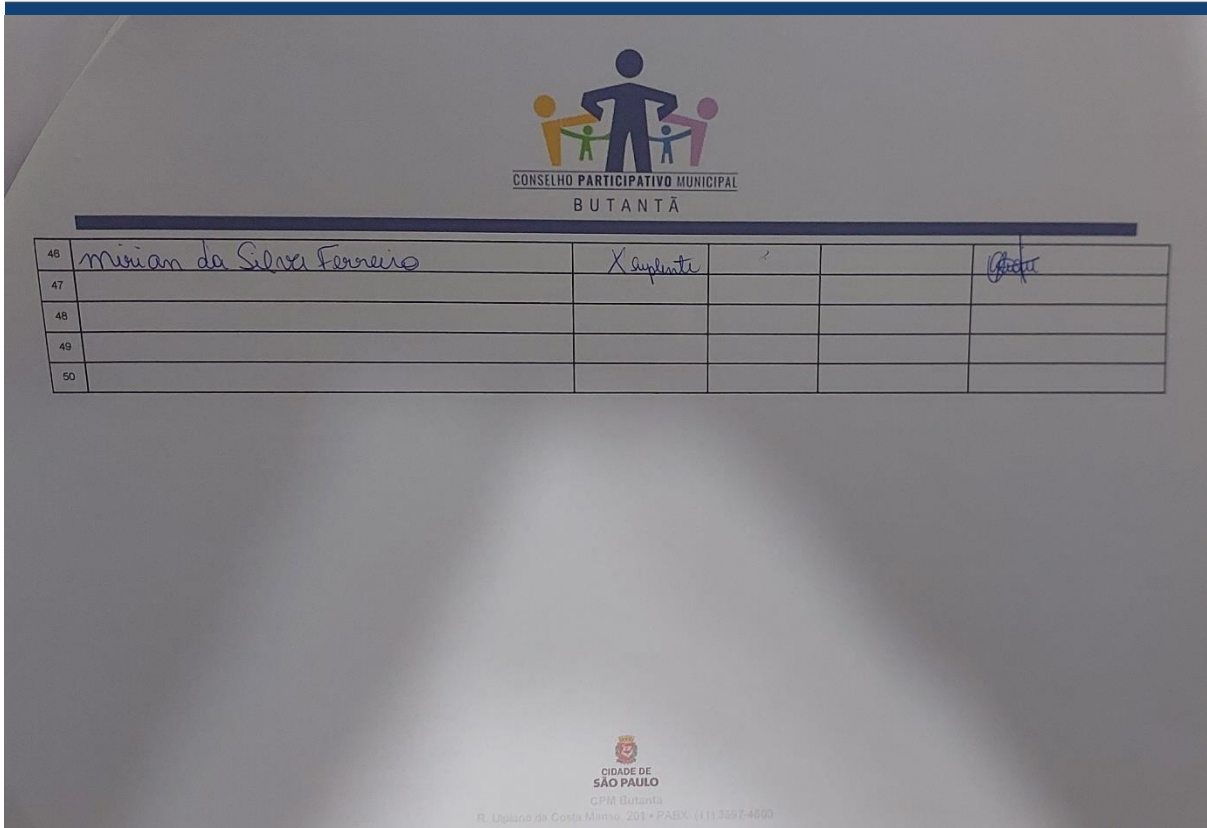 CONSELHO PARTICIPATIVO MUNICIPAL
BUTANTÃ
46 Mirian da Silva Ferreira X suplente
47
48
49
50
CIDADE DE
SÃO PAULO
CPM Butantã
R. Ulpiano da Costa Manso, 201 • PABX: (11) 3397-4600